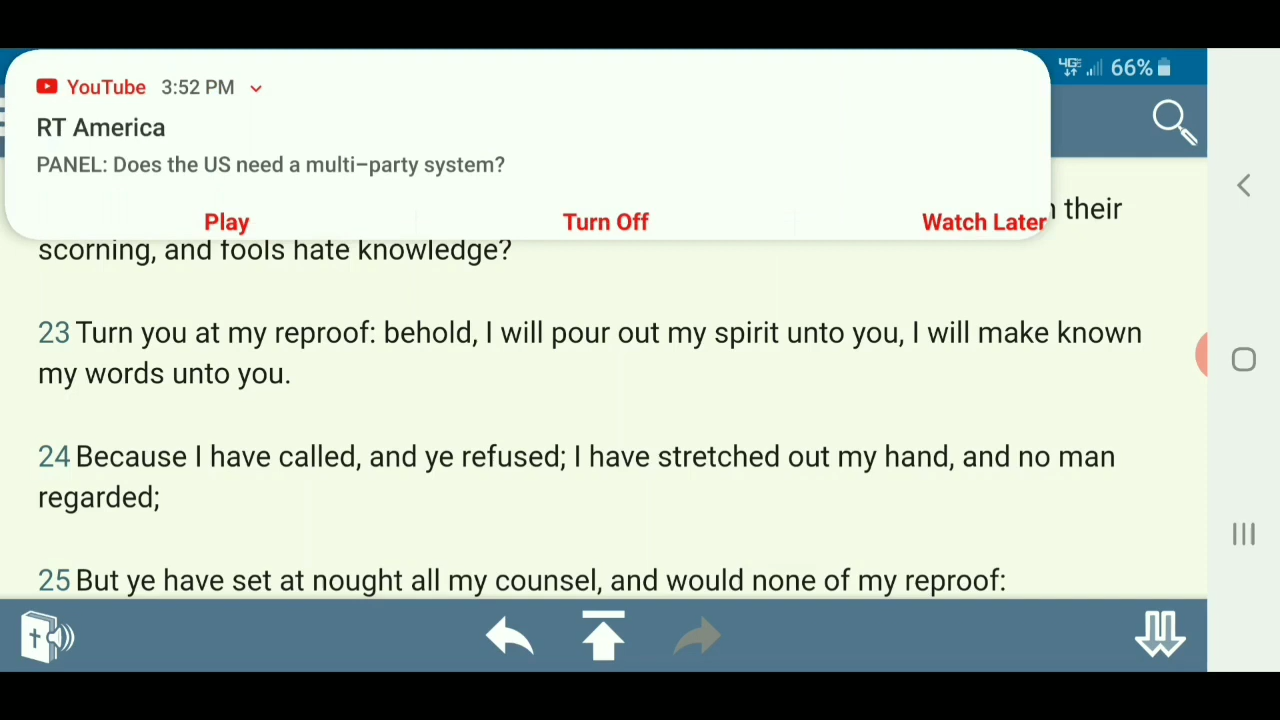 YouTube 3:52 PM
4G 66%
RT America
PANEL: Does the US need a multi-party system?
Play Turn Off Watch Later
their
scorning, and fools hate knowledge?
23 Turn you at my reproof: behold, I will pour out my spirit unto you, I will make known
my words unto you.
24 Because I have called, and ye refused; I have stretched out my hand, and no man
regarded;
25 But ye have set at nought all my counsel, and would none of my reproof: